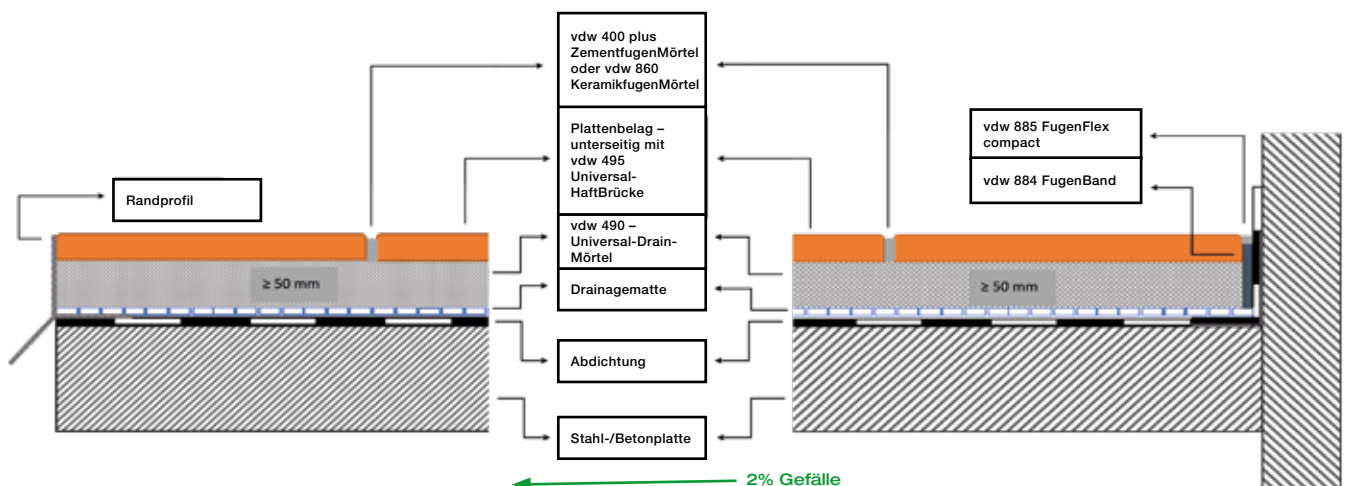 vdw 400 plus
ZementfugenMörtel
oder vdw 860
KeramikfugenMörtel
Plattenbelag –
unterseitig mit
vdw 495
Universal-
HaftBrücke
vdw 885 FugenFlex
compact
vdw 884 FugenBand
Randprofil
vdw 490 –
Universal-Drain-
Mörtel
≥ 50 mm
Drainagematte
≥ 50 mm
Abdichtung
Stahl-/Betonplatte
2% Gefälle